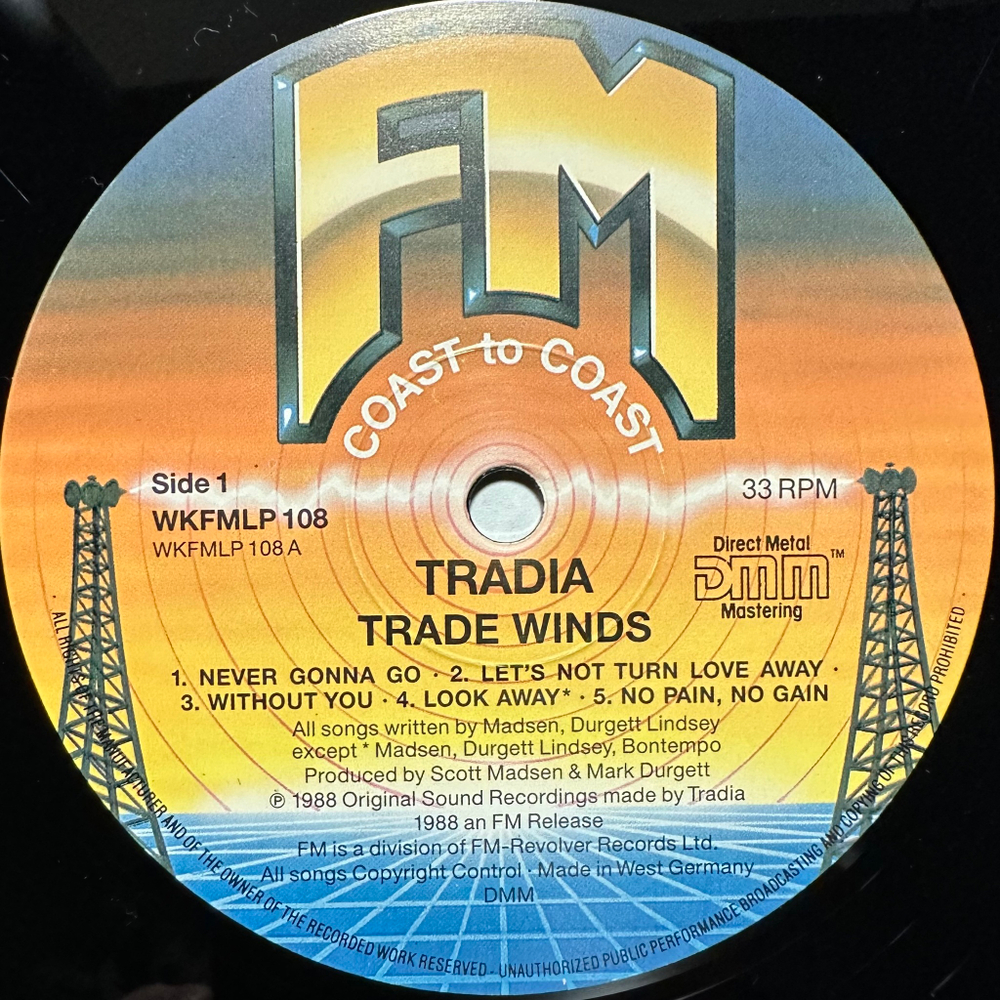 FM
COAST to COAST
Side 1
33 RPM
WKFMLP 108
WKFMLP 108 A
Direct Metal
DMM™
Mastering
TRADIA
TRADE WINDS
1. NEVER GONNA GO · 2. LET'S NOT TURN LOVE AWAY ·
3. WITHOUT YOU · 4. LOOK AWAY* · 5. NO PAIN, NO GAIN
All songs written by Madsen, Durgett Lindsey
except * Madsen, Durgett Lindsey, Bontempo
Produced by Scott Madsen & Mark Durgett
℗ 1988 Original Sound Recordings made by Tradia
1988 an FM Release
FM is a division of FM-Revolver Records Ltd.
All songs Copyright Control · Made in West Germany
DMM
ALL RIGHTS OF THE MANUFACTURER AND OF THE OWNER OF THE RECORDED WORK RESERVED - UNAUTHORIZED PUBLIC PERFORMANCE BROADCASTING AND COPYING OF THIS RECORD PROHIBITED